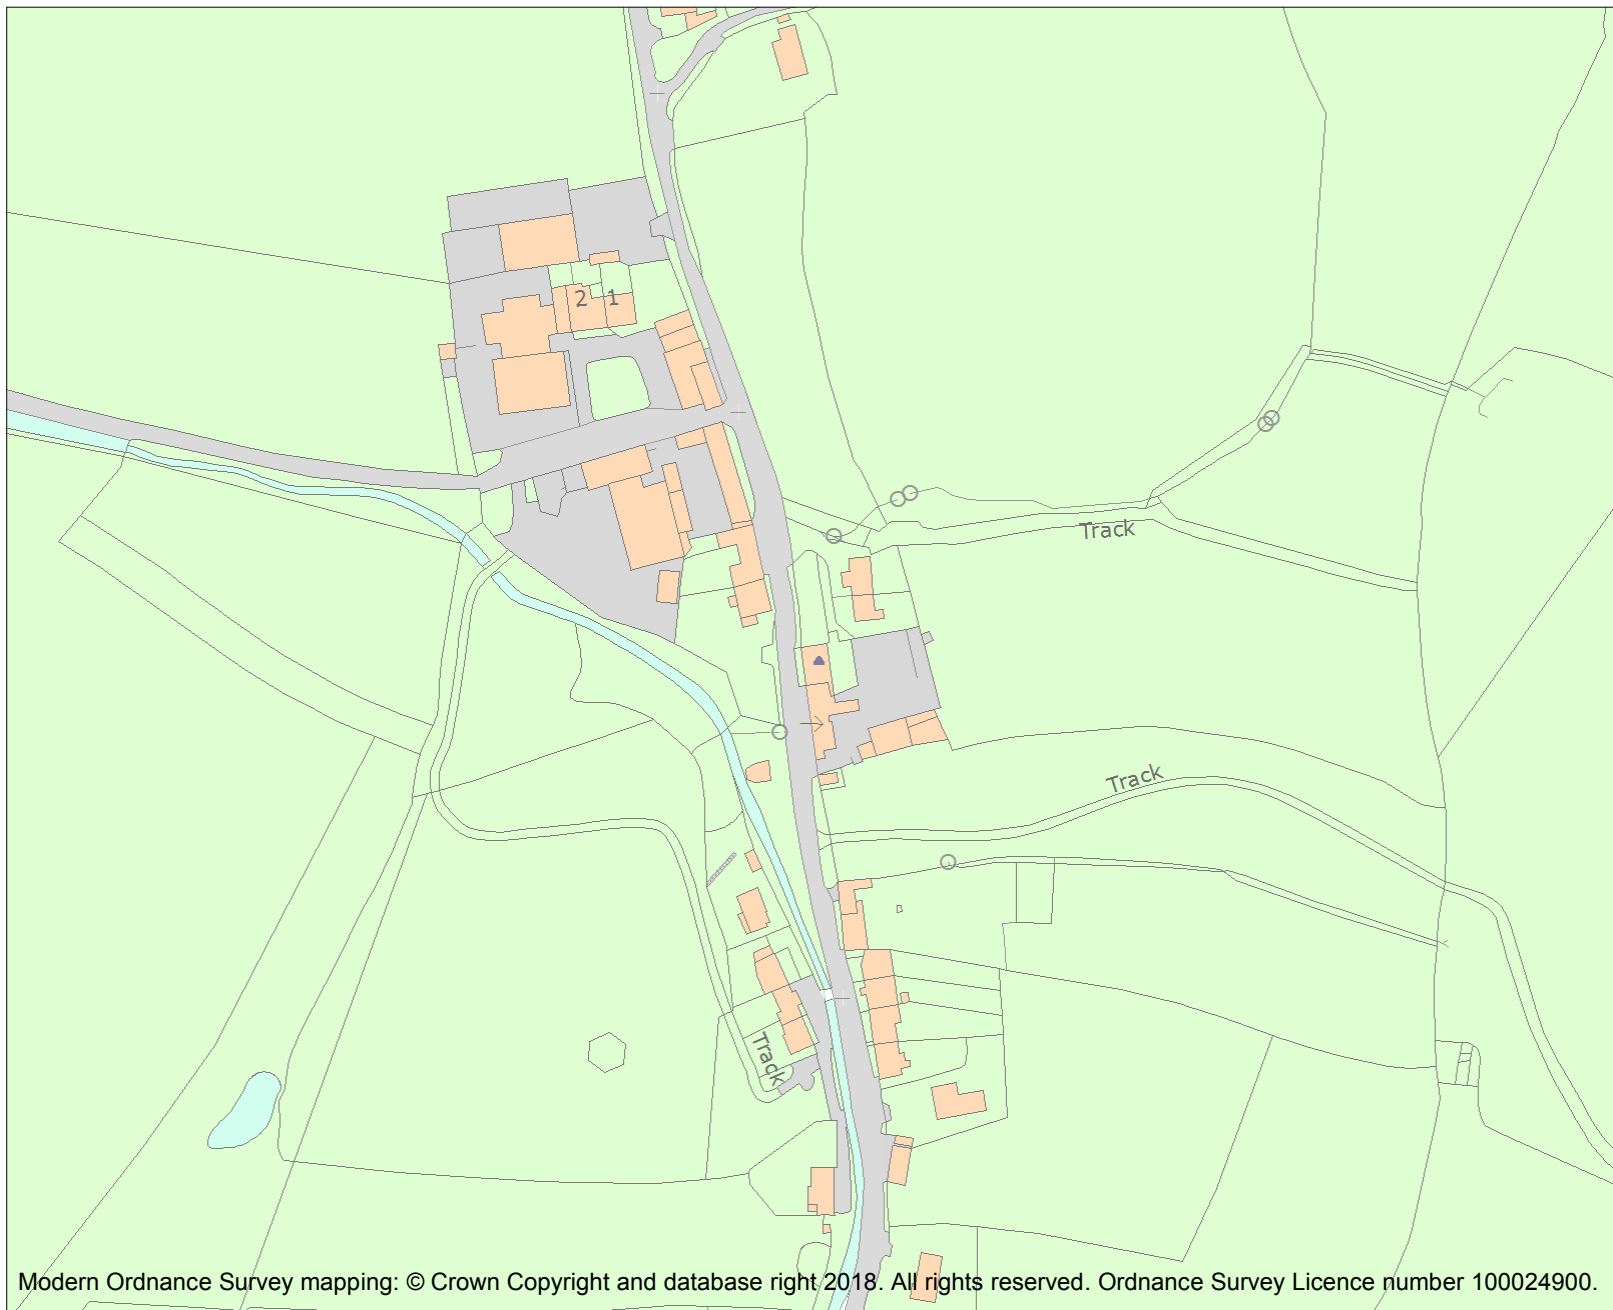 2 1
Track
Track
Track
Modern Ordnance Survey mapping: © Crown Copyright and database right 2018. All rights reserved. Ordnance Survey Licence number 100024900.